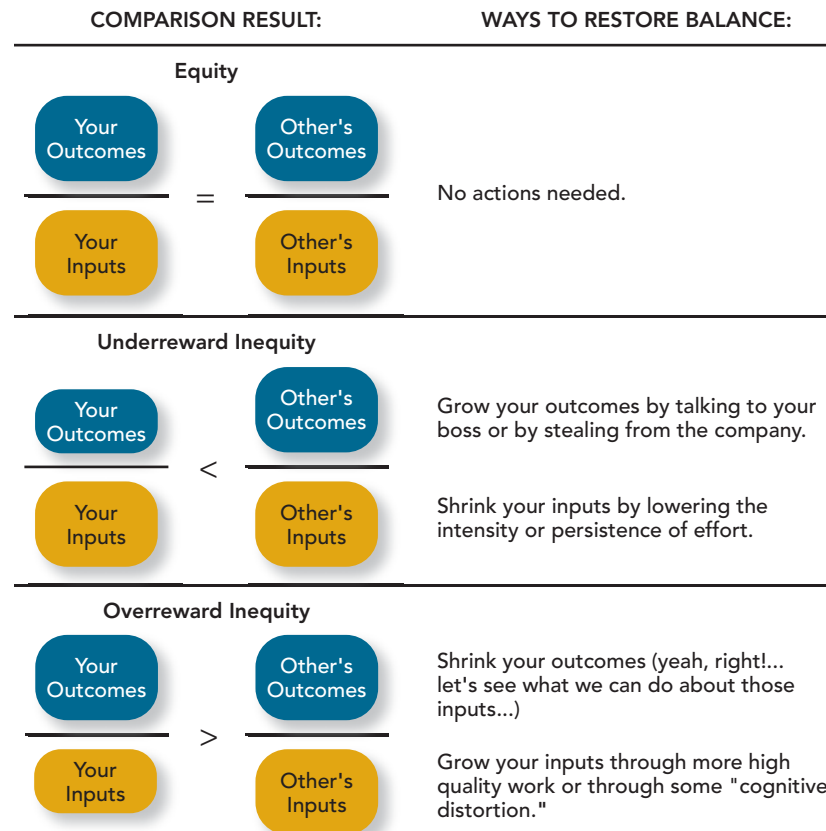 COMPARISON RESULT:
WAYS TO RESTORE BALANCE:
Equity
Your
Outcomes
Other's
Outcomes
=
Your
Inputs
Other's
Inputs
No actions needed.
Underreward Inequity
Your
Outcomes
Other's
Outcomes
<
Your
Inputs
Other's
Inputs
Grow your outcomes by talking to your
boss or by stealing from the company.
Shrink your inputs by lowering the
intensity or persistence of effort.
Overreward Inequity
Your
Outcomes
Other's
Outcomes
>
Your
Inputs
Other's
Inputs
Shrink your outcomes (yeah, right!...
let's see what we can do about those
inputs...)
Grow your inputs through more high
quality work or through some "cognitive
distortion."